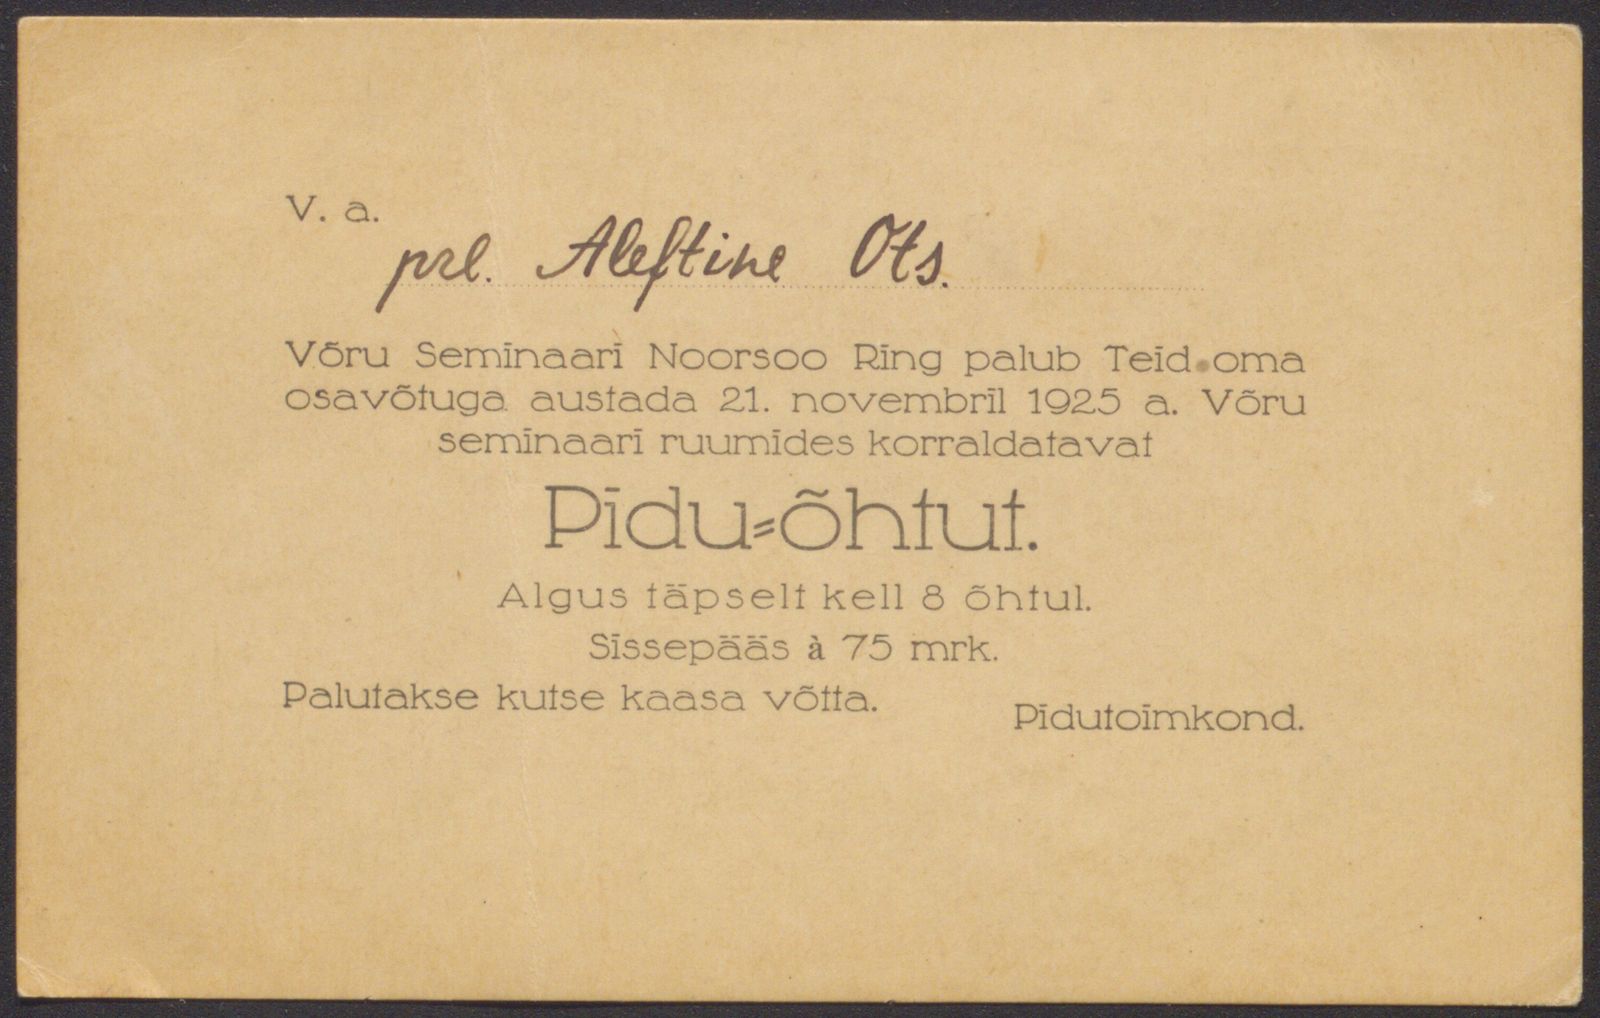 V. a.
prl. Aleftine Ots.
Võru Seminaari Noorsoo Ring palub Teid oma
osavõtuga austada 21. novembril 1925 a. Võru
seminaari ruumides korraldatavat
Pidu-õhtut.
Algus täpselt kell 8 õhtul.
Sissepääs à 75 mrk.
Palutakse kutse kaasa võtta.
Pidutoimkond.